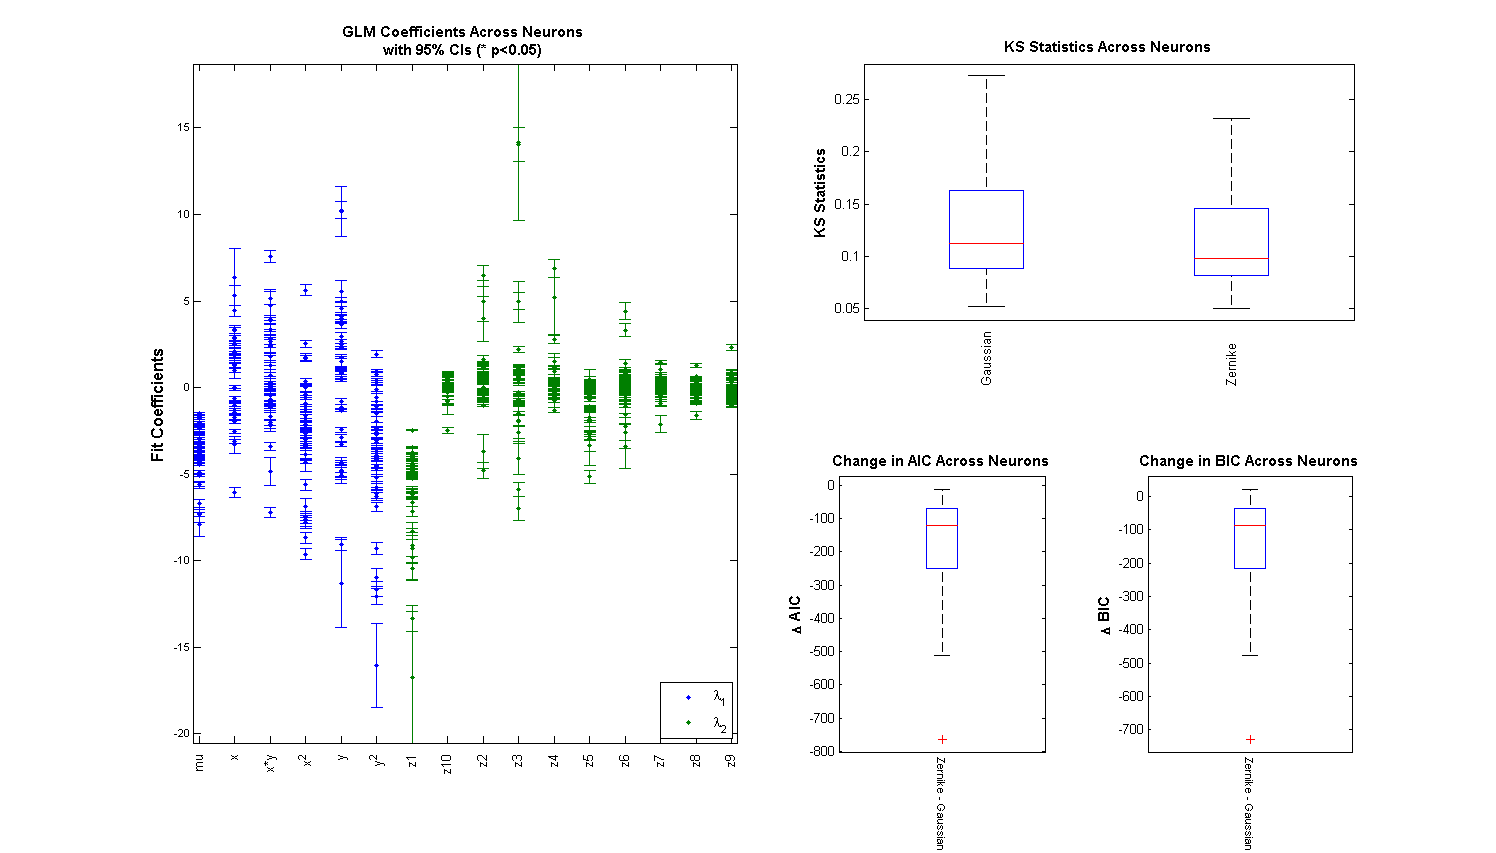 GLM Coefficients Across Neurons
with 95% CIs (* p<0.05)
Fit Coefficients
15
10
5
0
-5
-10
-15
-20
mu
x
x*y
x2
y
y2
z1
z10
z2
z3
z4
z5
z6
z7
z8
z9
λ1
λ2
KS Statistics Across Neurons
KS Statistics
0.25
0.2
0.15
0.1
0.05
Gaussian
Zernike
Change in AIC Across Neurons
Δ AIC
0
-100
-200
-300
-400
-500
-600
-700
-800
Zernike - Gaussian
Change in BIC Across Neurons
Δ BIC
0
-100
-200
-300
-400
-500
-600
-700
Zernike - Gaussian